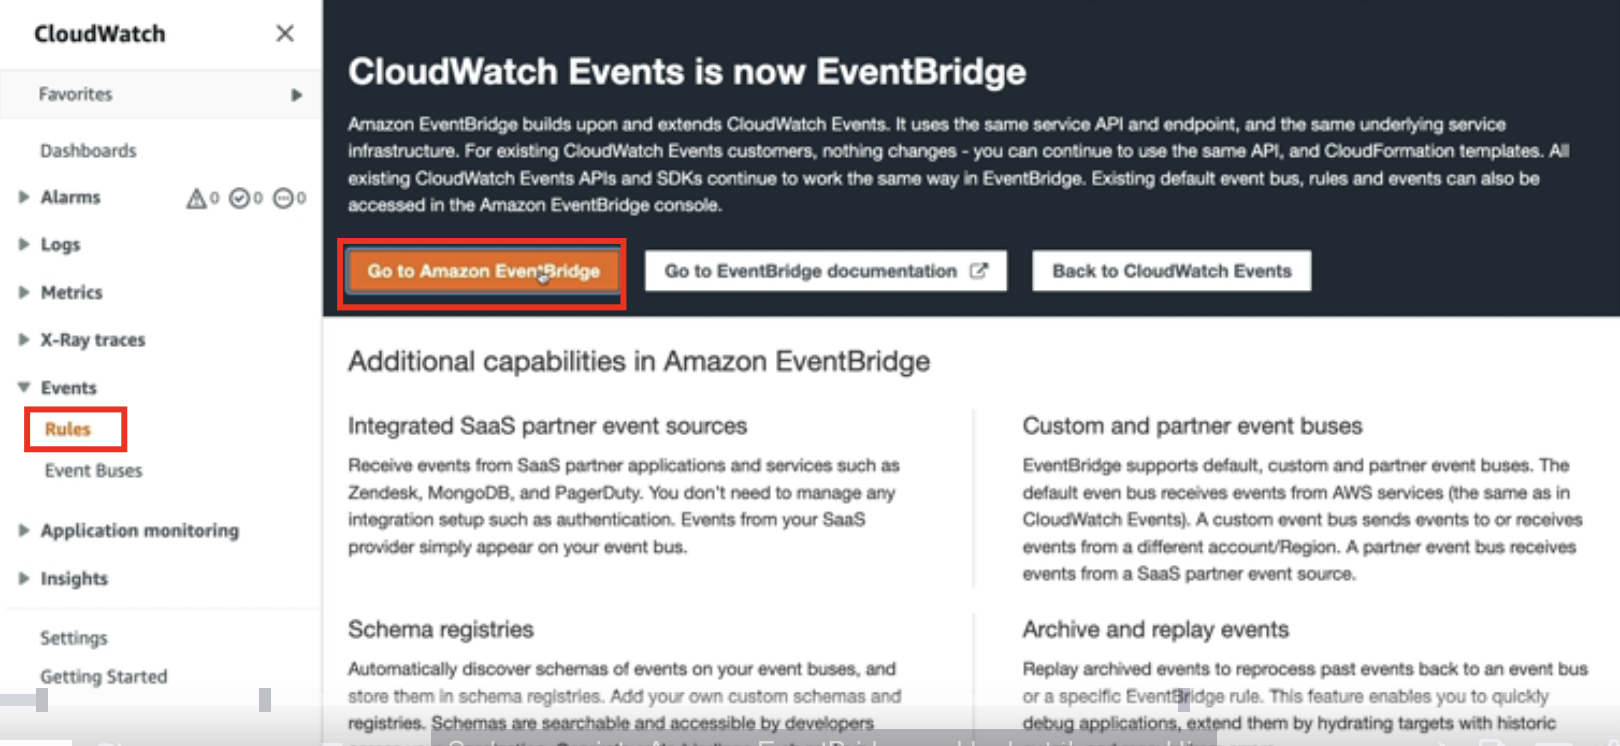 CloudWatch
Favorites
Dashboards
Alarms 0 0 0
Logs
Metrics
X-Ray traces
Events
Rules
Event Buses
Application monitoring
Insights
Settings
Getting Started
CloudWatch Events is now EventBridge
Amazon EventBridge builds upon and extends CloudWatch Events. It uses the same service API and endpoint, and the same underlying service
infrastructure. For existing CloudWatch Events customers, nothing changes - you can continue to use the same API, and CloudFormation templates. All
existing CloudWatch Events APIs and SDKs continue to work the same way in EventBridge. Existing default event bus, rules and events can also be
accessed in the Amazon EventBridge console.
Go to Amazon EventBridge
Go to EventBridge documentation
Back to CloudWatch Events
Additional capabilities in Amazon EventBridge
Integrated SaaS partner event sources
Receive events from SaaS partner applications and services such as
Zendesk, MongoDB, and PagerDuty. You don't need to manage any
integration setup such as authentication. Events from your SaaS
provider simply appear on your event bus.
Custom and partner event buses
EventBridge supports default, custom and partner event buses. The
default even bus receives events from AWS services (the same as in
CloudWatch Events). A custom event bus sends events to or receives
events from a different account/Region. A partner event bus receives
events from a SaaS partner event source.
Schema registries
Automatically discover schemas of events on your event buses, and
store them in schema registries. Add your own custom schemas and
registries. Schemas are searchable and accessible by developers
Archive and replay events
Replay archived events to reprocess past events back to an event bus
or a specific EventBridge rule. This feature enables you to quickly
debug applications, extend them by hydrating targets with historic